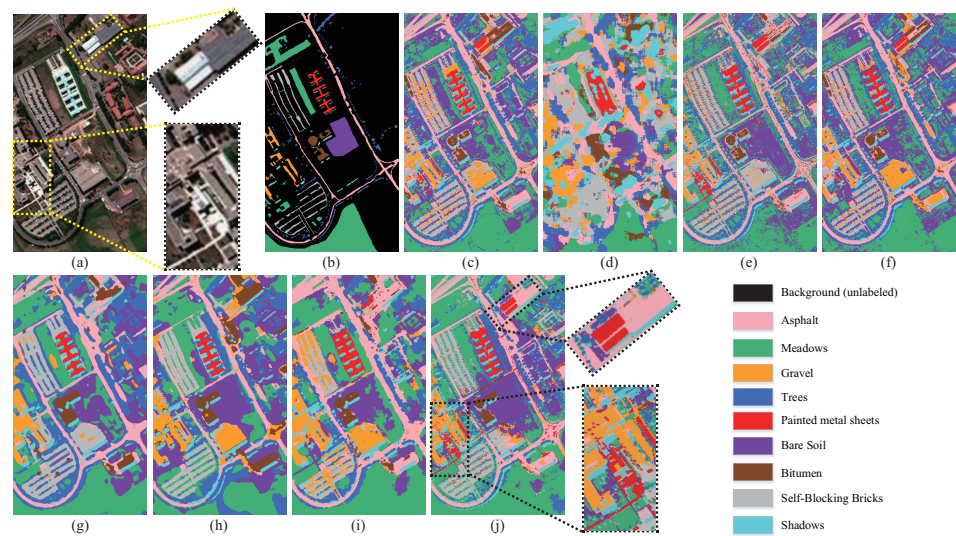 (a)
(b)
(c)
(d)
(e)
(f)
(g)
(h)
(i)
(j)
Background (unlabeled)
Asphalt
Meadows
Gravel
Trees
Painted metal sheets
Bare Soil
Bitumen
Self-Blocking Bricks
Shadows